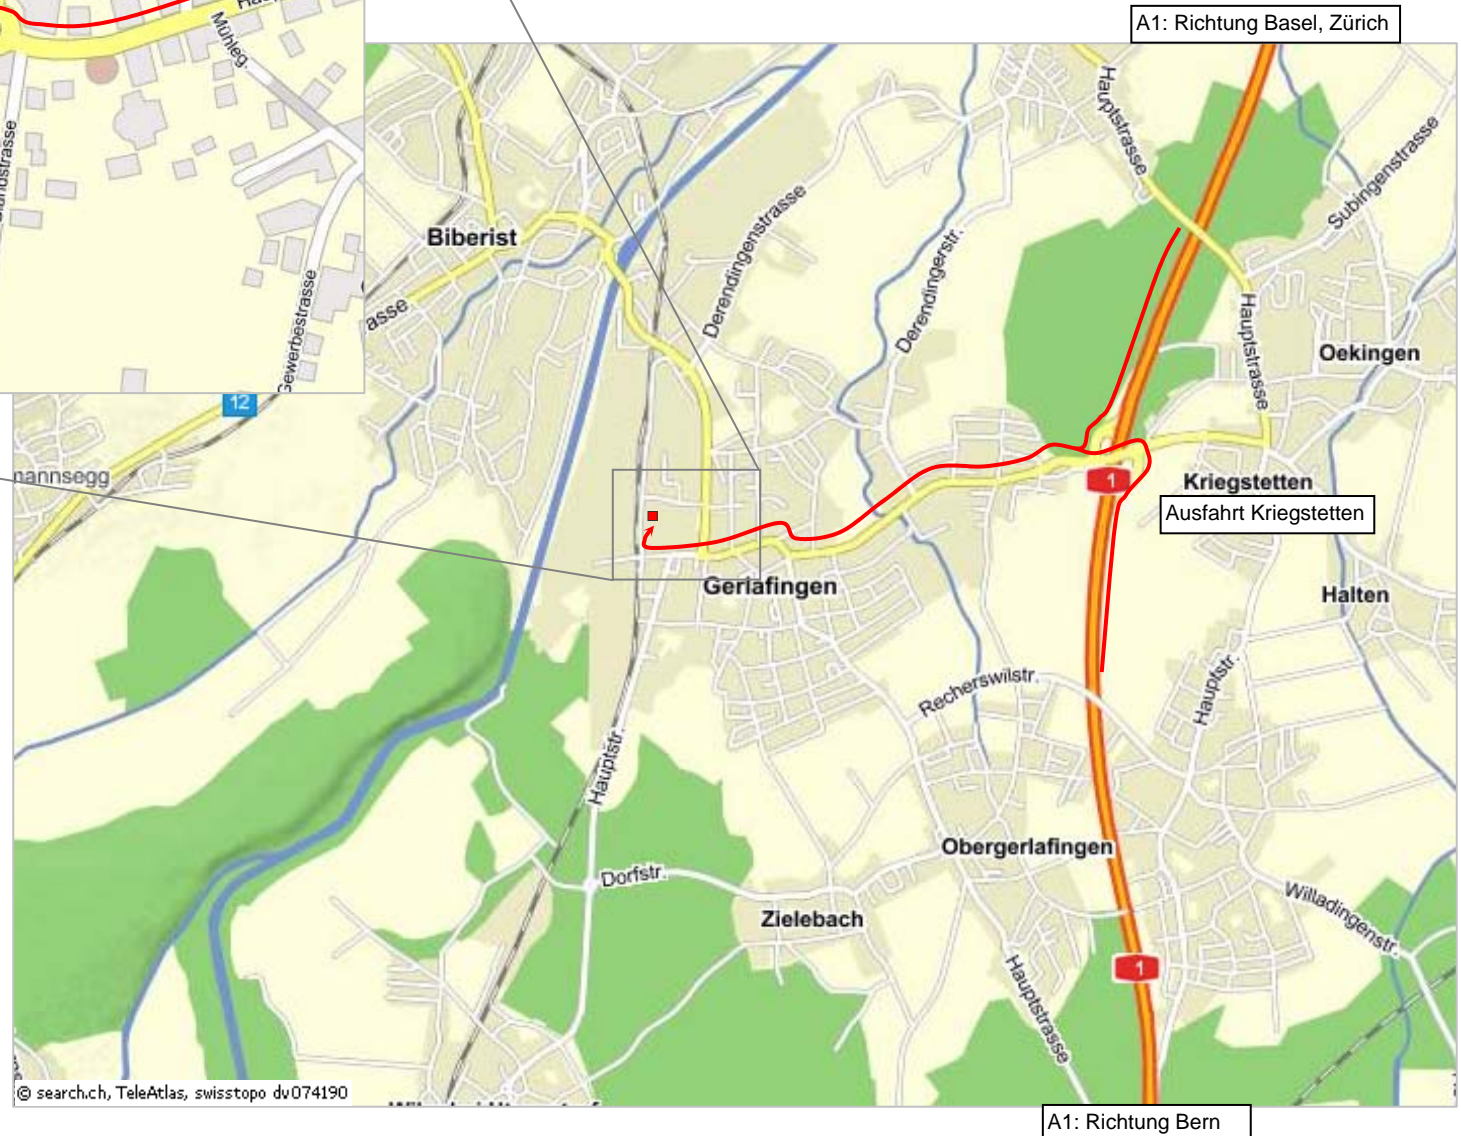 A1: Richtung Basel, Zürich
Mühleg.
Hauptstrasse
Subingenstrasse
Derendingenstrasse
Derendingerstr.
Biberist
asse
Gewerbestrasse
Hauptstrasse
Oekingen
12
nannsegg
1
Kriegstetten
Ausfahrt Kriegstetten
Gerlafingen
Halten
Recherswilstr.
Hauptstr.
Hauptstr.
Obergerlafingen
Dorfstr.
Zielebach
Willadingenstr.
1
Hauptstrasse
© search.ch, TeleAtlas, swisstopo dv074190
A1: Richtung Bern